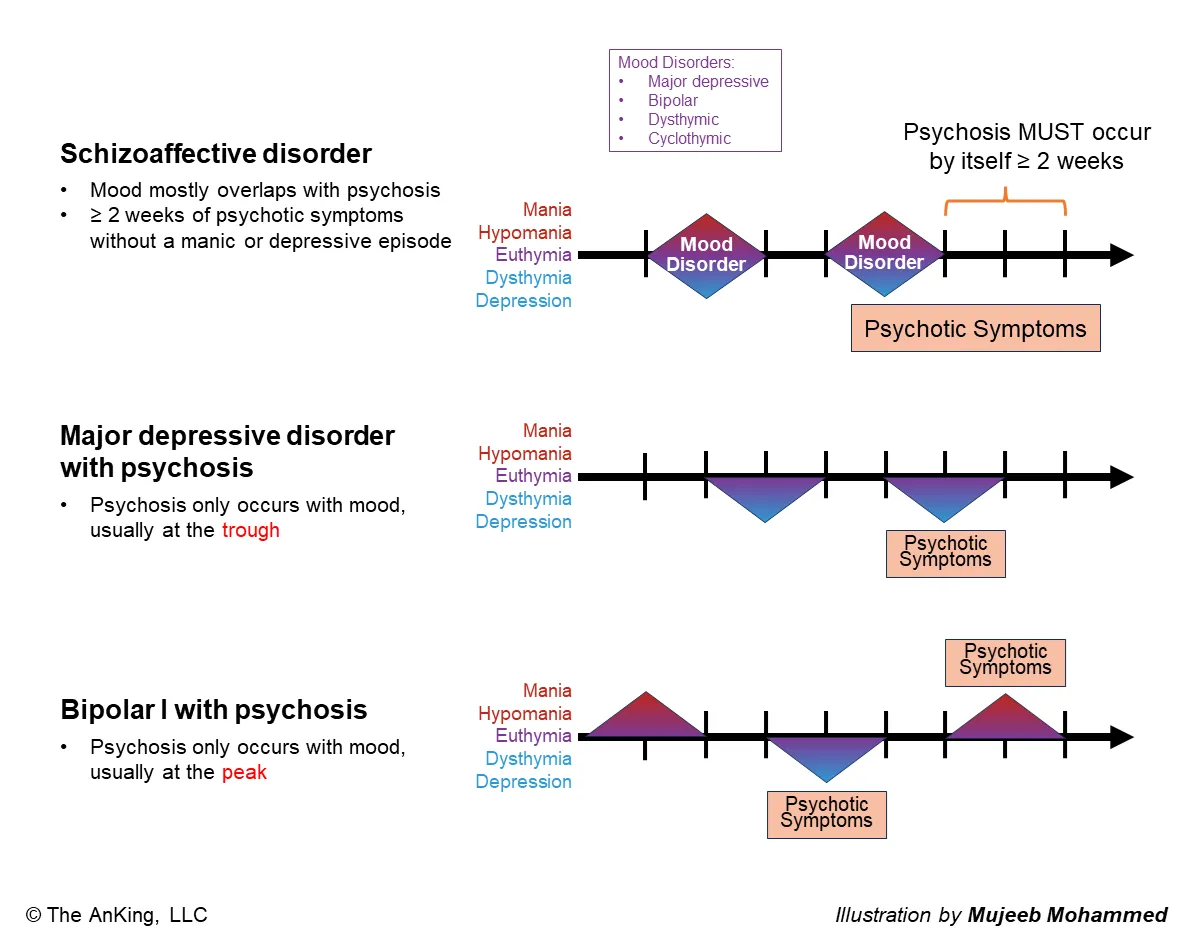 Mood Disorders:
• Major depressive
• Bipolar
• Dysthymic
• Cyclothymic
Schizoaffective disorder
• Mood mostly overlaps with psychosis
• ≥ 2 weeks of psychotic symptoms
without a manic or depressive episode
Psychosis MUST occur
by itself ≥ 2 weeks
Mania
Hypomania
Euthymia
Dysthymia
Depression
Mood
Disorder
Mood
Disorder
Psychotic Symptoms
Major depressive disorder
with psychosis
• Psychosis only occurs with mood,
usually at the trough
Mania
Hypomania
Euthymia
Dysthymia
Depression
Psychotic
Symptoms
Bipolar I with psychosis
• Psychosis only occurs with mood,
usually at the peak
Mania
Hypomania
Euthymia
Dysthymia
Depression
Psychotic
Symptoms
Psychotic
Symptoms
© The AnKing, LLC
Illustration by Mujeeb Mohammed